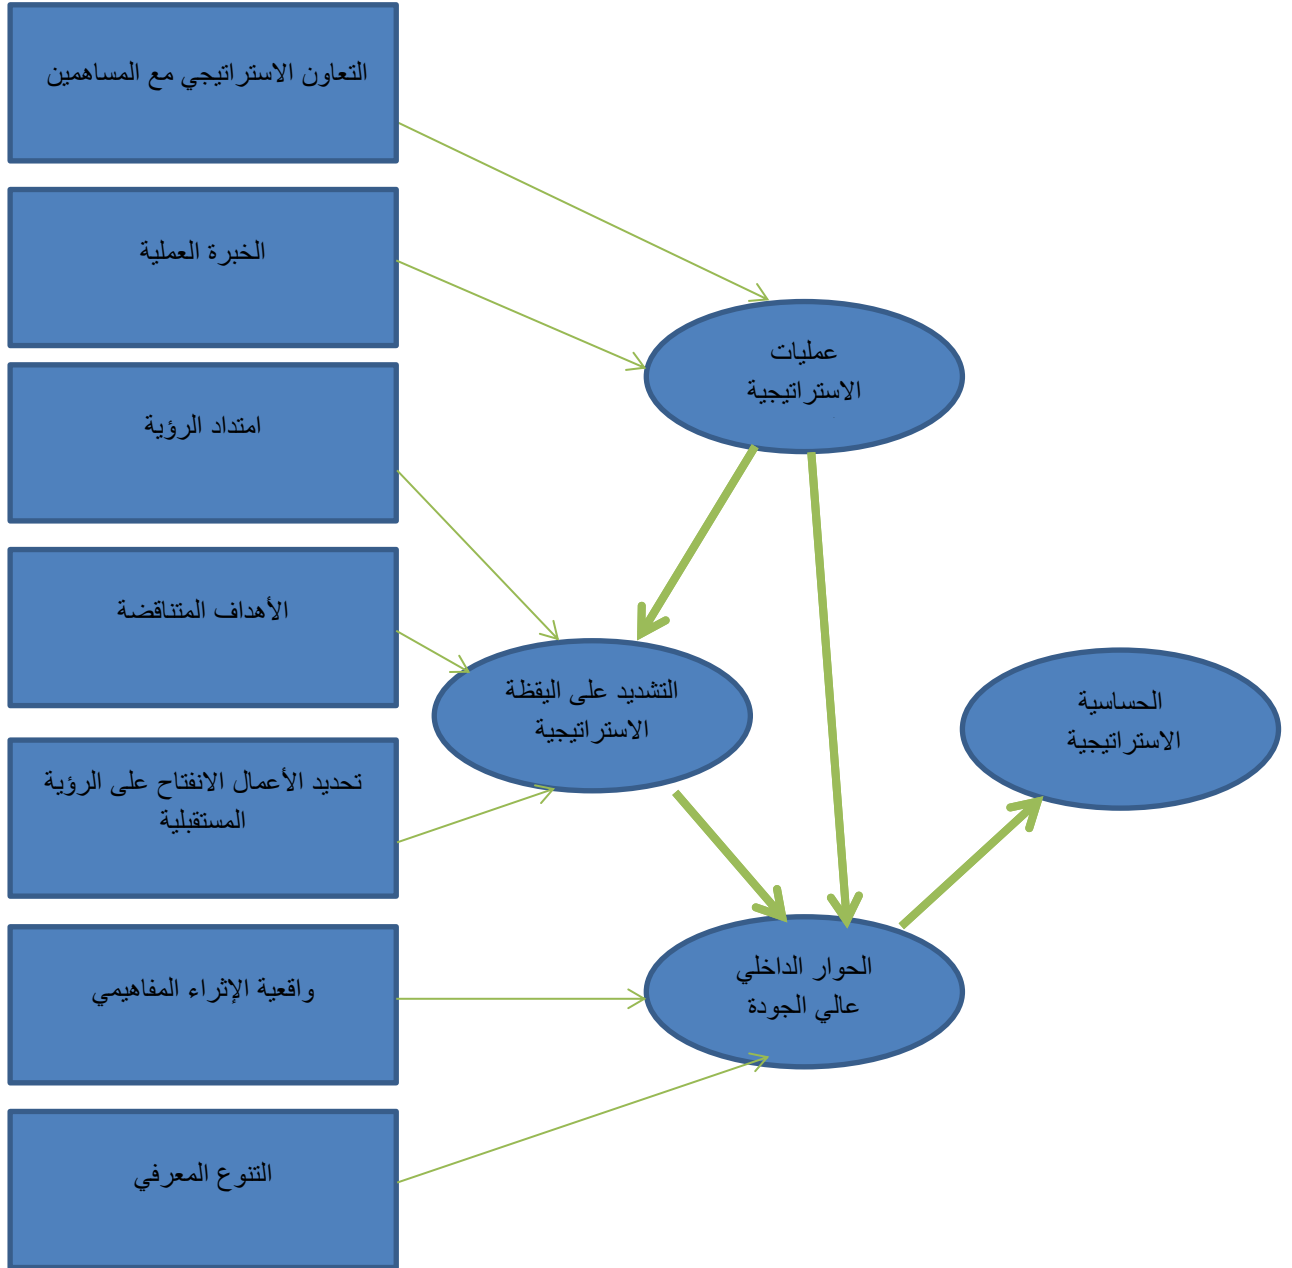 التعاون الاستراتيجي مع المساهمين
الخبرة العملية
عمليات
الاستراتيجية
امتداد الرؤية
الأهداف المتناقضة
التشديد على اليقظة
الاستراتيجية
الحساسية
الاستراتيجية
تحديد الأعمال الانفتاح على الرؤية
المستقبلية
الحوار الداخلي
عالي الجودة
واقعية الإثراء المفاهيمي
التنوع المعرفي